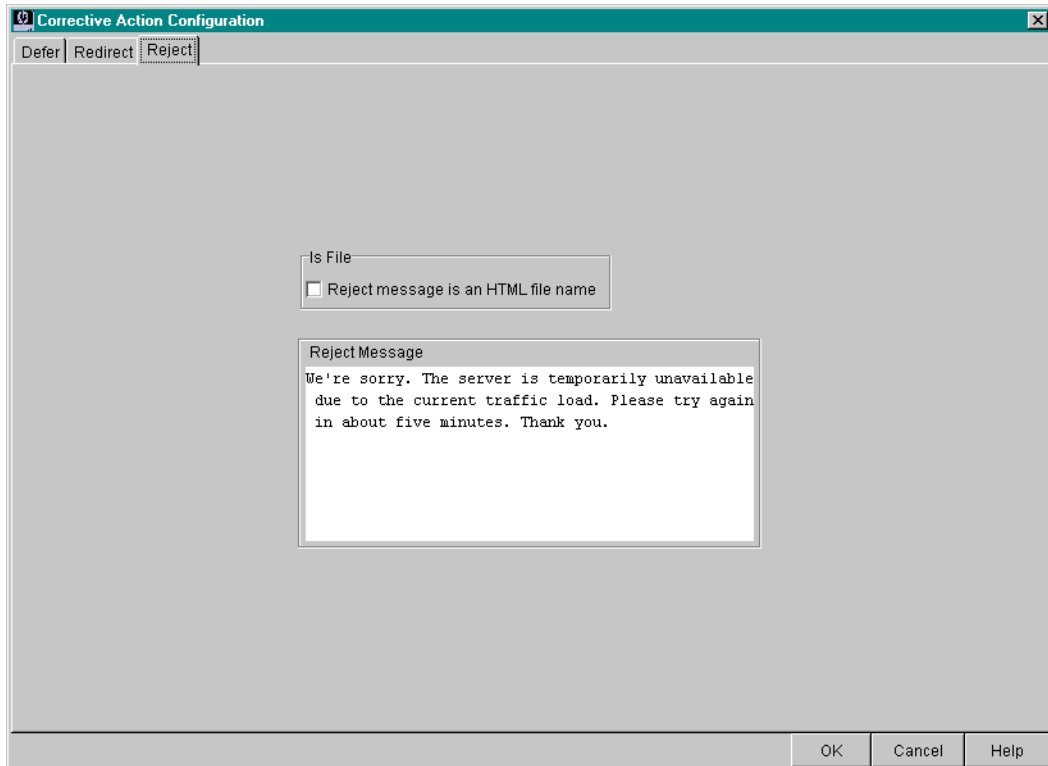 Corrective Action Configuration
Defer Redirect Reject
Is File
Reject message is an HTML file name
Reject Message
We're sorry. The server is temporarily unavailable
due to the current traffic load. Please try again
in about five minutes. Thank you.
OK Cancel Help